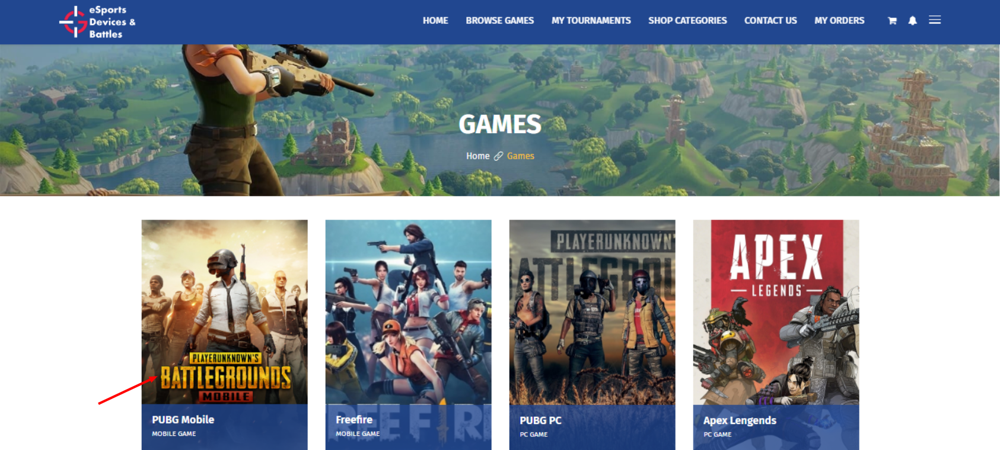 eSports
Devices &
Battles
HOME BROWSE GAMES MY TOURNAMENTS SHOP CATEGORIES CONTACT US MY ORDERS
GAMES
Home Games
PLAYERUNKNOWN'S
BATTLEGROUNDS
MOBILE
PUBG Mobile
MOBILE GAME
FREE FIR
Freefire
MOBILE GAME
PLAYERUNKNOWN'
BATTLEGROU
PUBG PC
PC GAME
APEX
LEGENDS
Apex Lengends
PC GAME